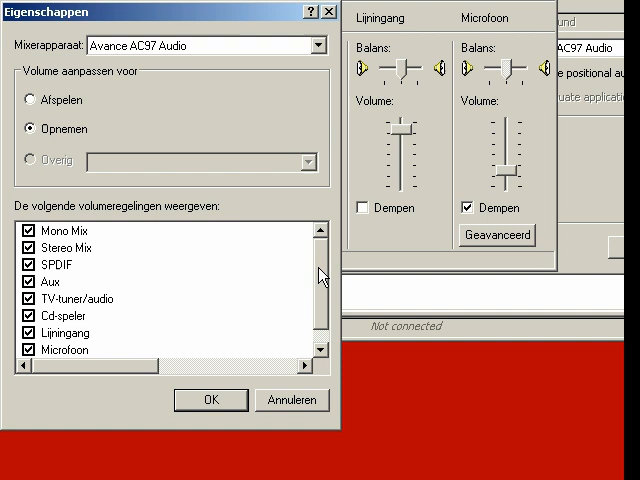 Eigenschappen
Mixerapparaat: Avance AC97 Audio
Volume aanpassen voor
Afspelen
Opnemen
Overig
De volgende volumeregelingen weergeven:
Mono Mix
Stereo Mix
SPDIF
Aux
TV-tuner/audio
Cd-speler
Lijningang
Microfoon
OK Annuleren
Lijningang Microfoon
Balans: Balans:
Volume: Volume:
Dempen Dempen
Geavanceerd
AC97 Audio
positional
Not connected